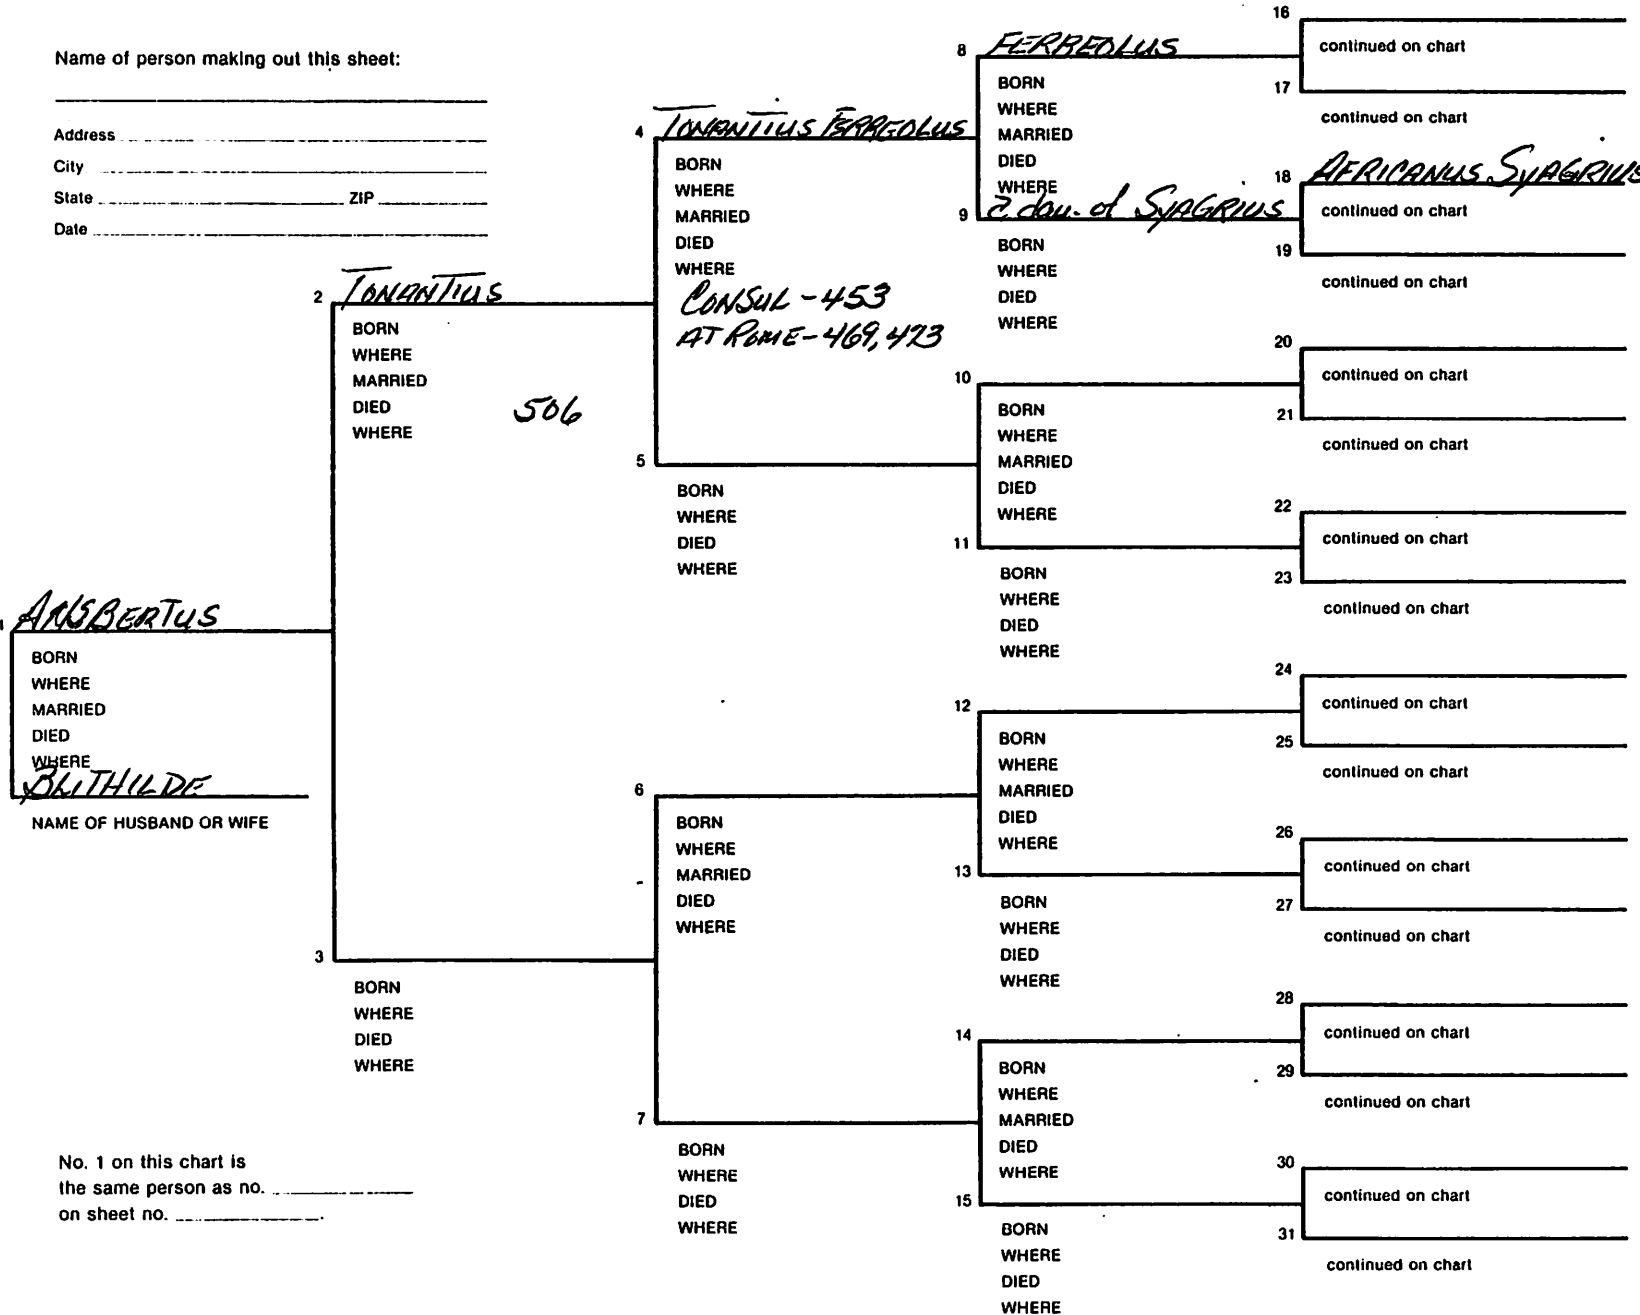 Name of person making out this sheet:
Address
City
State ZIP
Date
1 ANSBERTUS
BORN
WHERE
MARRIED
DIED
WHERE
BLITHILDE
NAME OF HUSBAND OR WIFE
No. 1 on this chart is
the same person as no.
on sheet no. .
2 TONANTIUS
BORN
WHERE
MARRIED
DIED 506
WHERE
3
BORN
WHERE
DIED
WHERE
4 TONANTIUS FERREOLUS
BORN
WHERE
MARRIED
DIED
WHERE
CONSUL - 453
AT ROME - 469, 473
5
BORN
WHERE
DIED
WHERE
6
BORN
WHERE
MARRIED
DIED
WHERE
7
BORN
WHERE
DIED
WHERE
8 FERREOLUS
BORN
WHERE
MARRIED
DIED
WHERE
9 ? dau. of SYAGRIUS
BORN
WHERE
DIED
WHERE
10
BORN
WHERE
MARRIED
DIED
WHERE
11
BORN
WHERE
DIED
WHERE
12
BORN
WHERE
MARRIED
DIED
WHERE
13
BORN
WHERE
DIED
WHERE
14
BORN
WHERE
MARRIED
DIED
WHERE
15
BORN
WHERE
DIED
WHERE
16
continued on chart
17
continued on chart
18 AFRICANUS SYAGRIUS
continued on chart
19
continued on chart
20
continued on chart
21
continued on chart
22
continued on chart
23
continued on chart
24
continued on chart
25
continued on chart
26
continued on chart
27
continued on chart
28
continued on chart
29
continued on chart
30
continued on chart
31
continued on chart